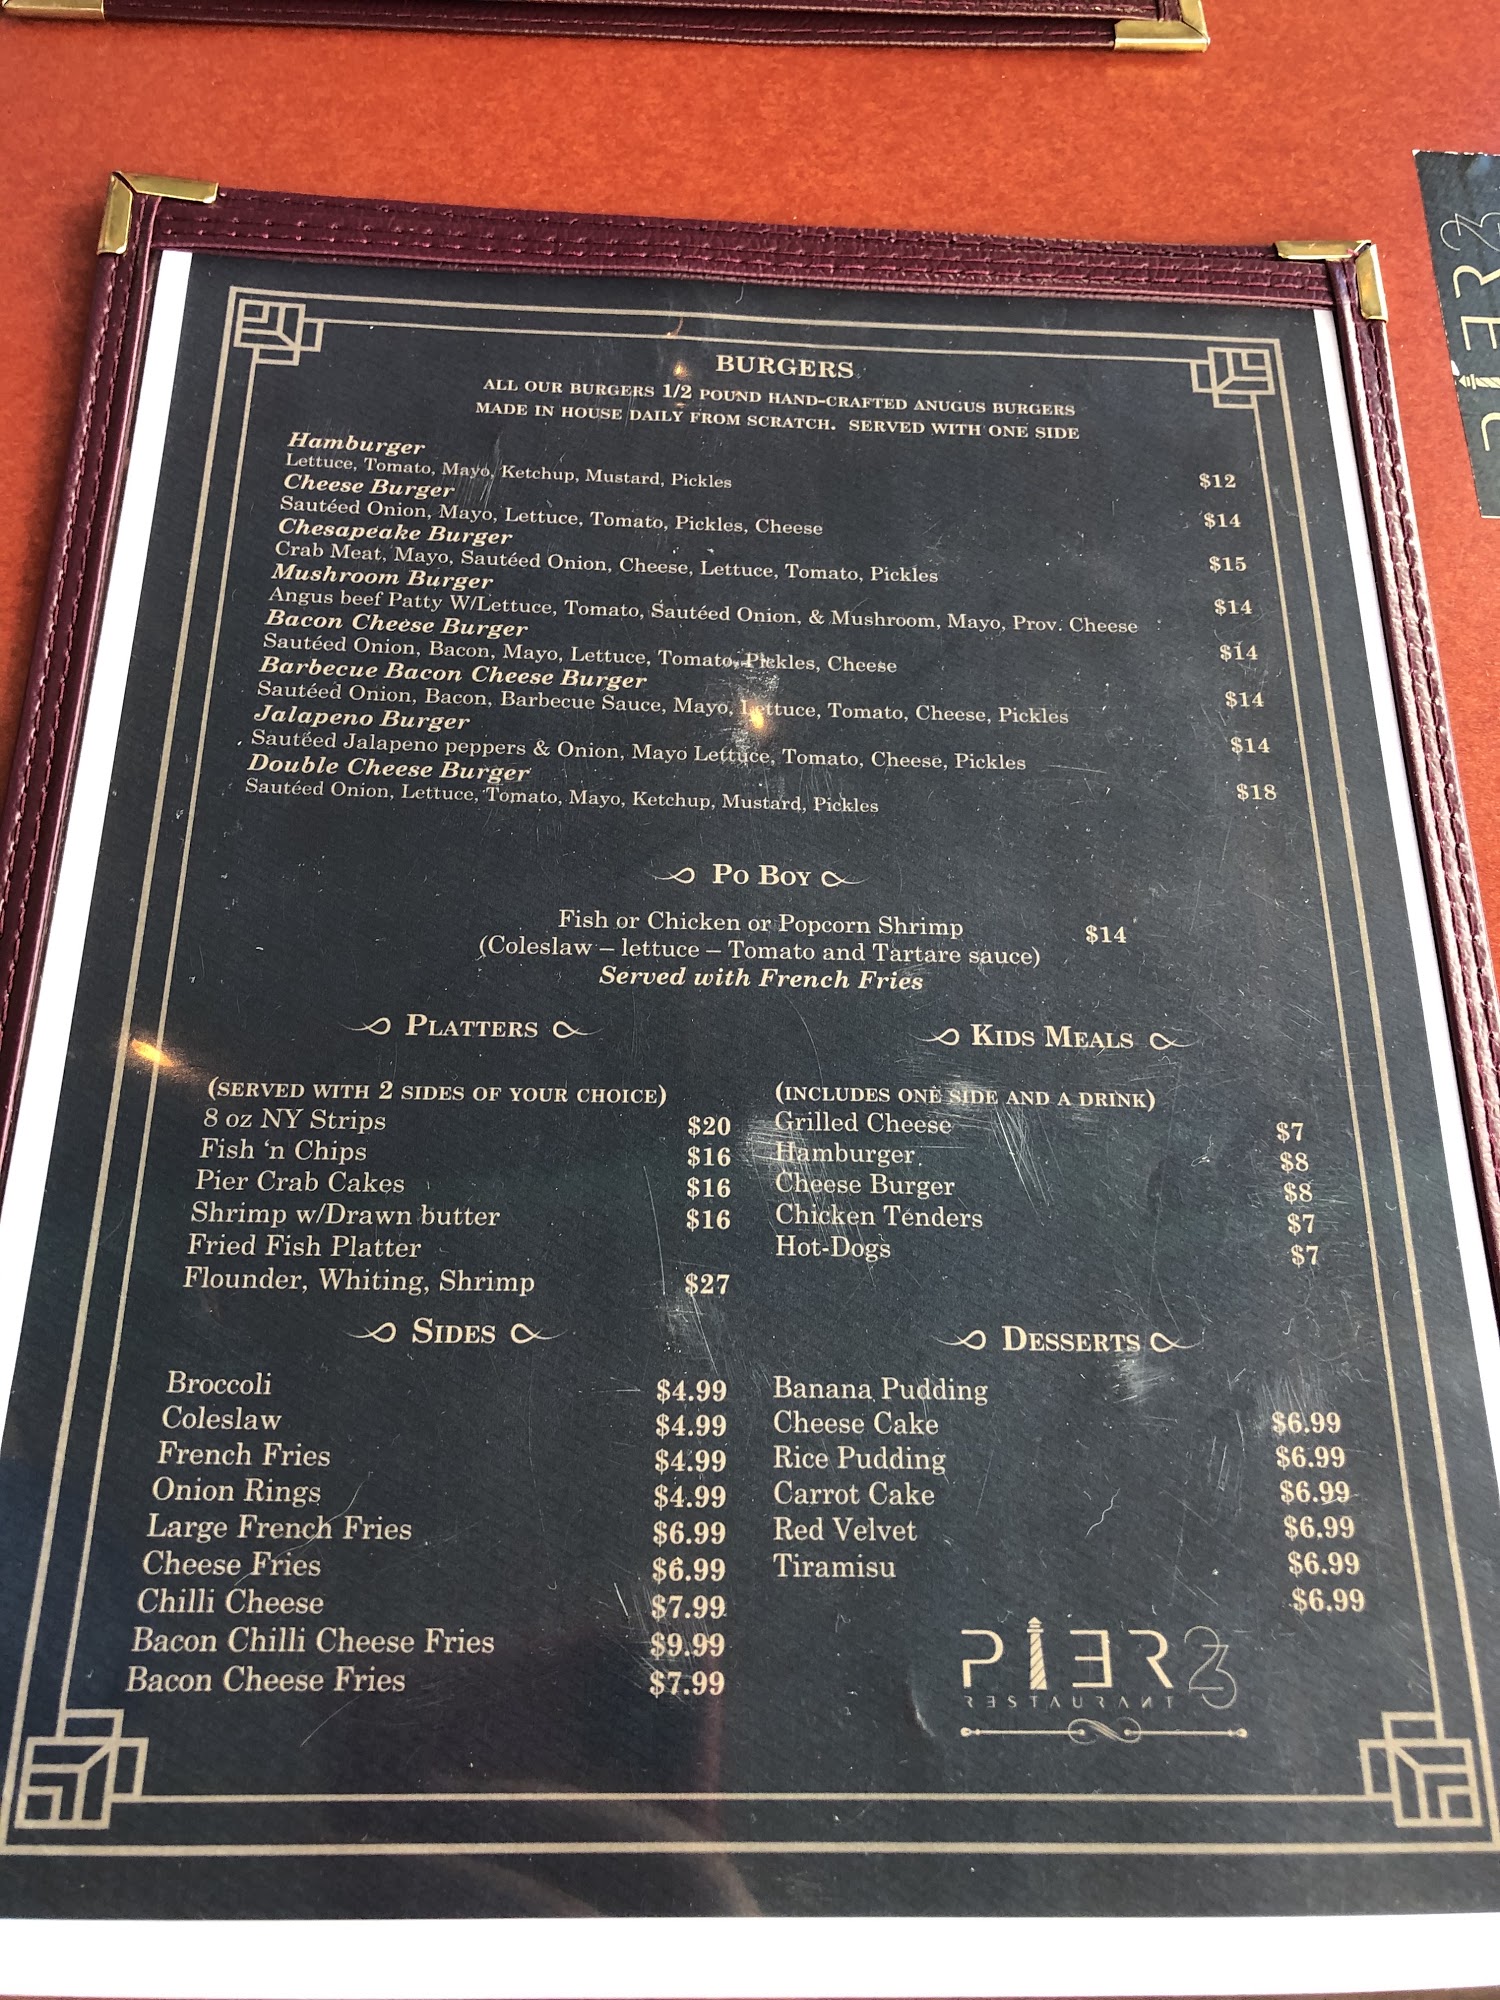 BURGERS
ALL OUR BURGERS 1/2 POUND HAND-CRAFTED ANUGUS BURGERS
MADE IN HOUSE DAILY FROM SCRATCH. SERVED WITH ONE SIDE
Hamburger
Lettuce, Tomato, Mayo, Ketchup, Mustard, Pickles $12
Cheese Burger
Sautéed Onion, Mayo, Lettuce, Tomato, Pickles, Cheese $14
Chesapeake Burger
Crab Meat, Mayo, Sautéed Onion, Cheese, Lettuce, Tomato, Pickles $15
Mushroom Burger
Angus beef Patty W/Lettuce, Tomato, Sautéed Onion, & Mushroom, Mayo, Prov. Cheese $14
Bacon Cheese Burger
Sautéed Onion, Bacon, Mayo, Lettuce, Tomato, Pickles, Cheese $14
Barbecue Bacon Cheese Burger
Sautéed Onion, Bacon, Barbecue Sauce, Mayo, Lettuce, Tomato, Cheese, Pickles $14
Jalapeno Burger
Sautéed Jalapeno peppers & Onion, Mayo Lettuce, Tomato, Cheese, Pickles $14
Double Cheese Burger
Sautéed Onion, Lettuce, Tomato, Mayo, Ketchup, Mustard, Pickles $18
PO BOY
Fish or Chicken or Popcorn Shrimp $14
(Coleslaw – lettuce – Tomato and Tartare sauce)
Served with French Fries
PLATTERS
(SERVED WITH 2 SIDES OF YOUR CHOICE)
8 oz NY Strips $20
Fish 'n Chips $16
Pier Crab Cakes $16
Shrimp w/Drawn butter $16
Fried Fish Platter
Flounder, Whiting, Shrimp $27
KIDS MEALS
(INCLUDES ONE SIDE AND A DRINK)
Grilled Cheese $7
Hamburger $8
Cheese Burger $8
Chicken Tenders $7
Hot-Dogs $7
SIDES
Broccoli $4.99
Coleslaw $4.99
French Fries $4.99
Onion Rings $4.99
Large French Fries $6.99
Cheese Fries $6.99
Chilli Cheese $7.99
Bacon Chilli Cheese Fries $9.99
Bacon Cheese Fries $7.99
DESSERTS
Banana Pudding
Cheese Cake $6.99
Rice Pudding $6.99
Carrot Cake $6.99
Red Velvet $6.99
Tiramisu $6.99
$6.99
PIER 23
RESTAURANT
PIER 23